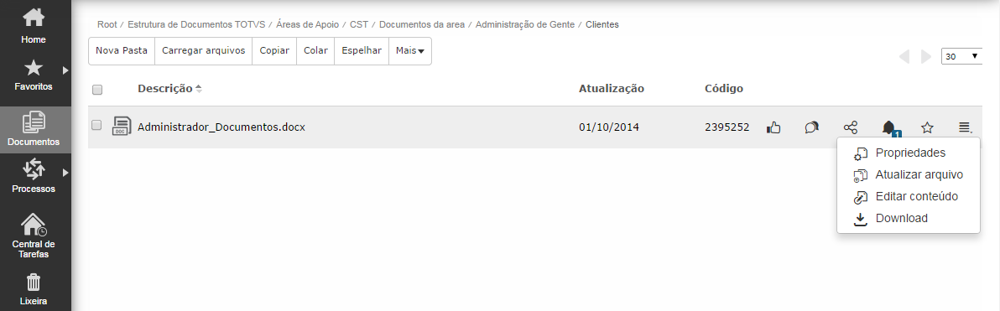 Home
Favoritos
Documentos
Processos
Central de
Tarefas
Lixeira
Root / Estrutura de Documentos TOTVS / Áreas de Apoio / CST / Documentos da area / Administração de Gente / Clientes
Nova Pasta Carregar arquivos Copiar Colar Espelhar Mais
30
Descrição Atualização Código
DOC Administrador_Documentos.docx 01/10/2014 2395252
1
Propriedades
Atualizar arquivo
Editar conteúdo
Download